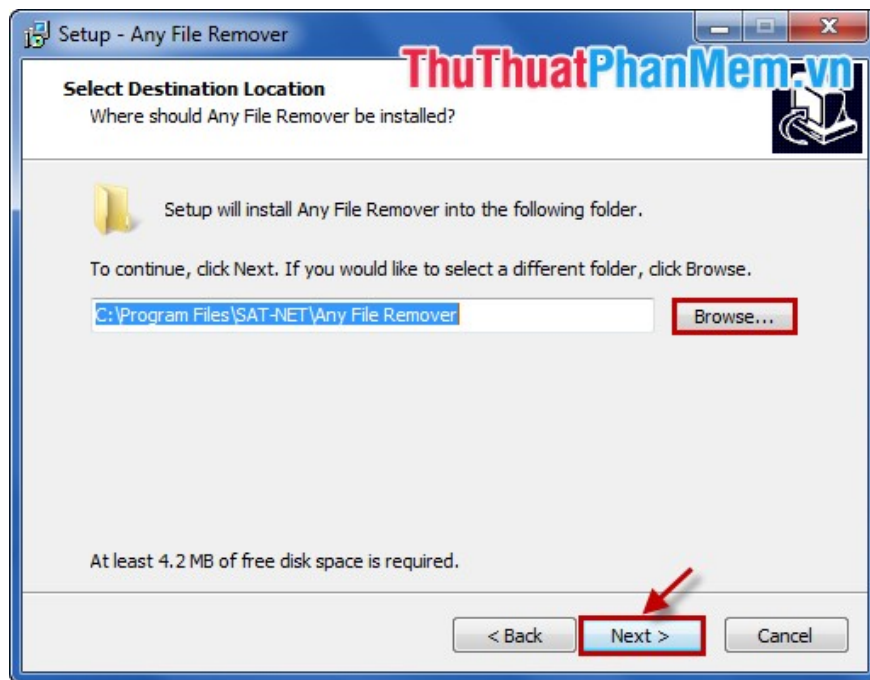 Setup - Any File Remover
ThuThuatPhanMem.vn
Select Destination Location
Where should Any File Remover be installed?
Setup will install Any File Remover into the following folder.
To continue, click Next. If you would like to select a different folder, click Browse.
C:\Program Files\SAT-NET\Any File Remover
Browse...
At least 4.2 MB of free disk space is required.
< Back
Next >
Cancel